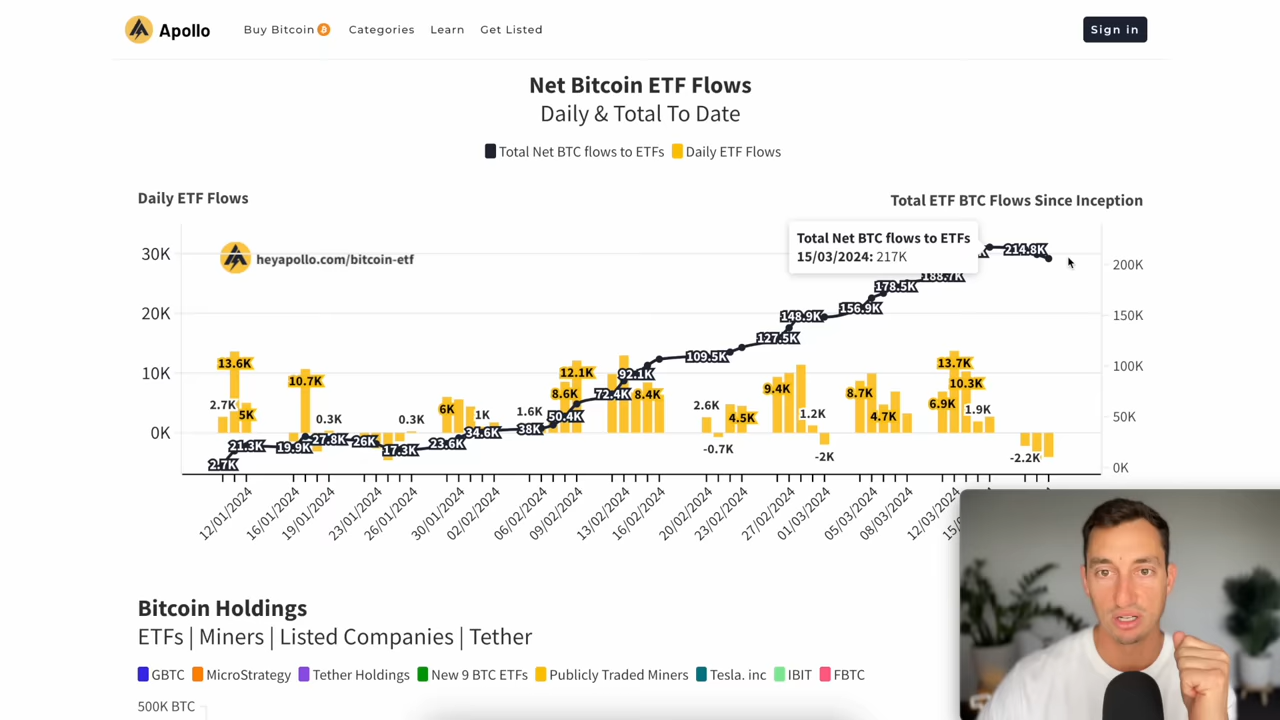 Apollo
Buy Bitcoin
Categories
Learn
Get Listed
Sign in
Net Bitcoin ETF Flows
Daily & Total To Date
Total Net BTC flows to ETFs
Daily ETF Flows
Daily ETF Flows
Total ETF BTC Flows Since Inception
heyapollo.com/bitcoin-etf
Total Net BTC flows to ETFs
15/03/2024: 217K
30K
20K
10K
0K
200K
150K
100K
50K
0K
2.7K
13.6K
5K
10.7K
0.3K
0.3K
6K
1K
1.6K
8.6K
12.1K
8.4K
2.6K
-0.7K
4.5K
9.4K
1.2K
-2K
8.7K
4.7K
6.9K
13.7K
10.3K
1.9K
-2.2K
2.7K
21.3K
19.9K
27.8K
26K
17.3K
23.6K
34.6K
38K
50.4K
72.4K
92.1K
109.5K
127.5K
148.9K
156.9K
178.5K
188.7K
214.8K
12/01/2024
16/01/2024
19/01/2024
23/01/2024
26/01/2024
30/01/2024
02/02/2024
06/02/2024
09/02/2024
13/02/2024
16/02/2024
20/02/2024
23/02/2024
27/02/2024
01/03/2024
05/03/2024
08/03/2024
12/03/2024
Bitcoin Holdings
ETFs | Miners | Listed Companies | Tether
GBTC
MicroStrategy
Tether Holdings
New 9 BTC ETFs
Publicly Traded Miners
Tesla. inc
IBIT
FBTC
500K BTC